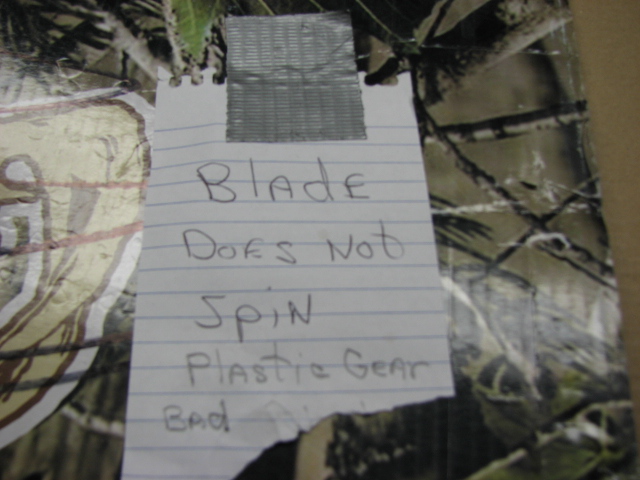 BlAdE
DoES Not
SpiN
PlAstic GEAr
BAd